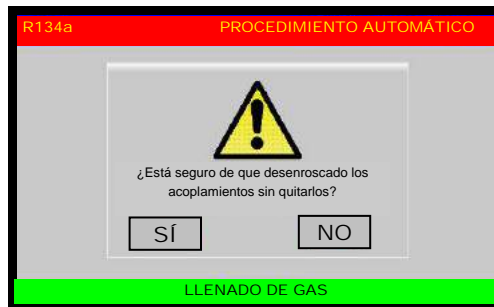 R134a PROCEDIMIENTO AUTOMÁTICO
¿Está seguro de que desenroscado los
acoplamientos sin quitarlos?
SÍ NO
LLENADO DE GAS